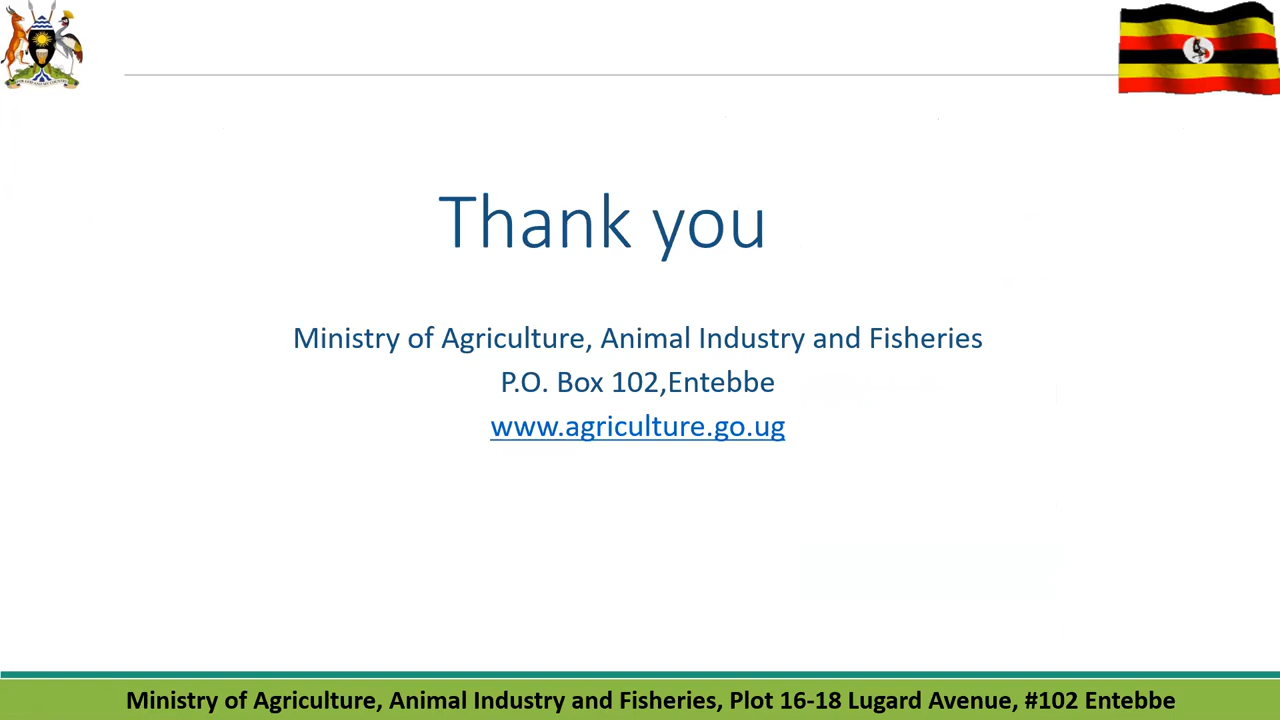 Thank you
Ministry of Agriculture, Animal Industry and Fisheries
P.O. Box 102,Entebbe
www.agriculture.go.ug
Ministry of Agriculture, Animal Industry and Fisheries, Plot 16-18 Lugard Avenue, #102 Entebbe